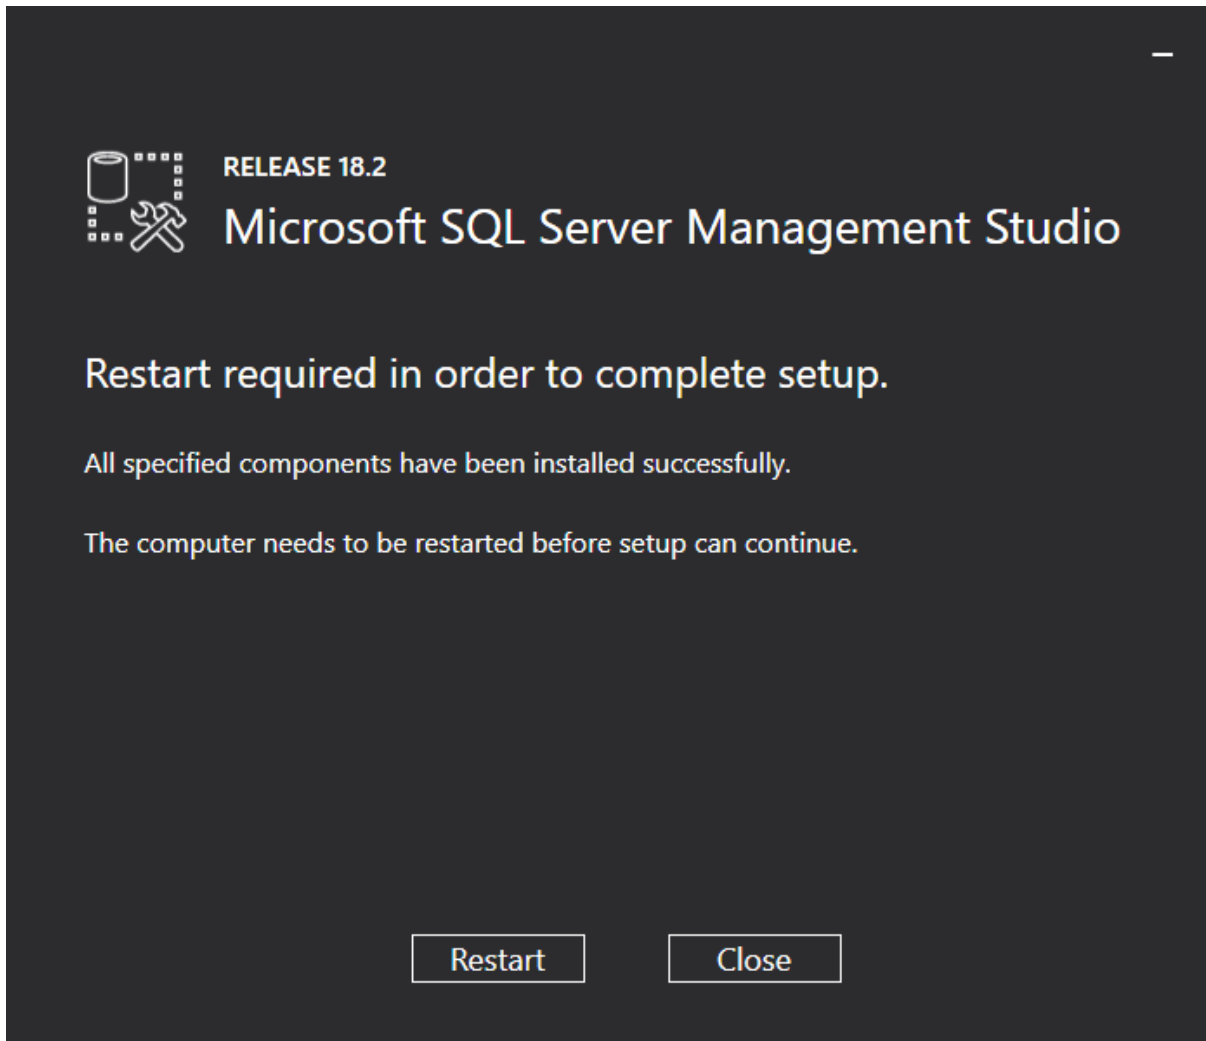 RELEASE 18.2
Microsoft SQL Server Management Studio
Restart required in order to complete setup.
All specified components have been installed successfully.
The computer needs to be restarted before setup can continue.
Restart
Close